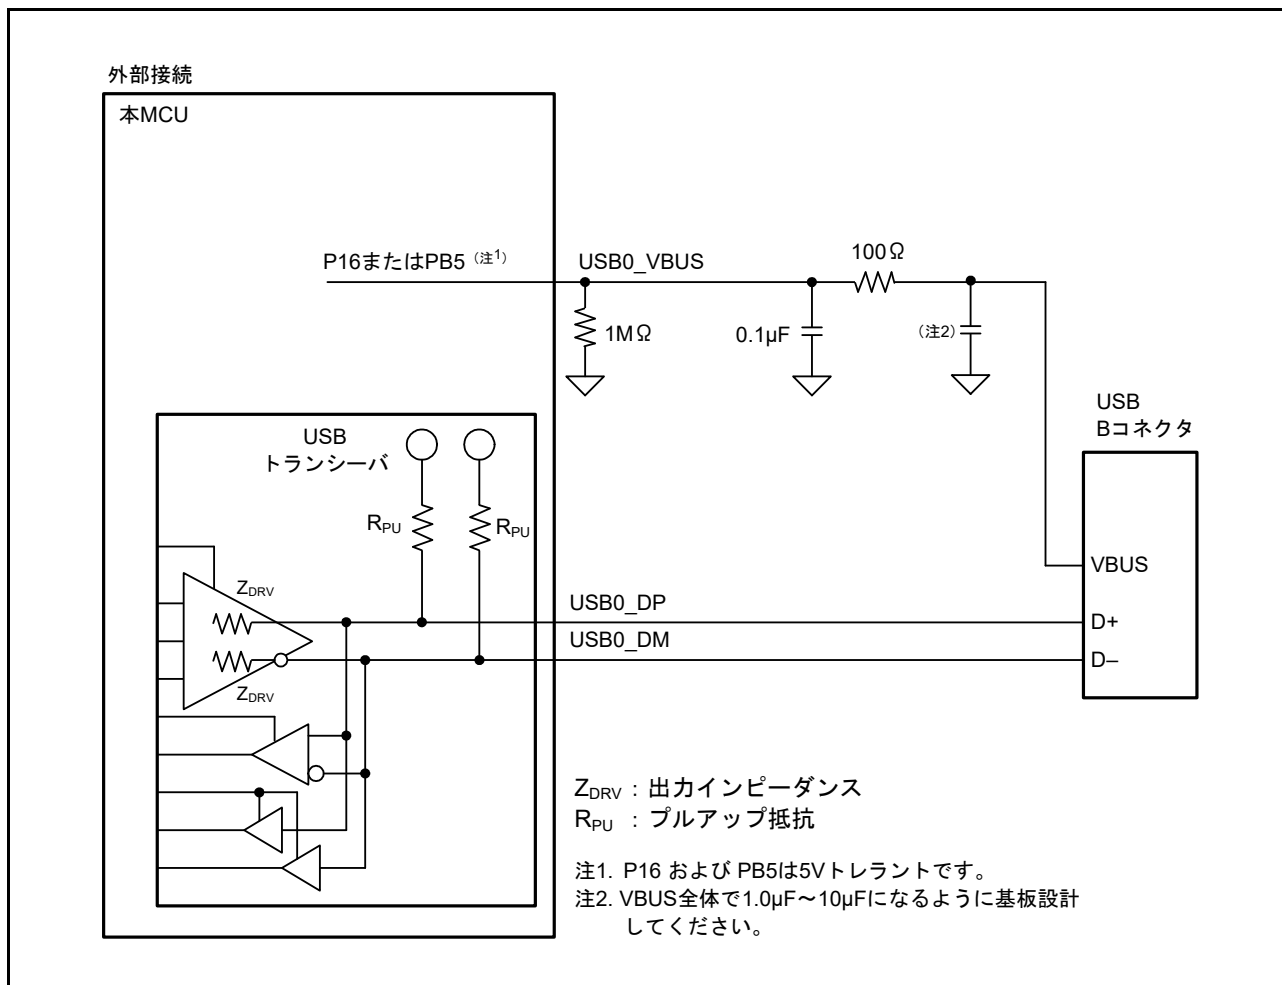 外部接続
本MCU
P16またはPB5 (注1)
USB0_VBUS
100Ω
1MΩ
0.1µF
(注2)
USB
Bコネクタ
USB
トランシーバ
RPU
RPU
ZDRV
ZDRV
USB0_DP
USB0_DM
VBUS
D+
D–
ZDRV : 出力インピーダンス
RPU : プルアップ抵抗
注1. P16 および PB5は5Vトレラントです。
注2. VBUS全体で1.0µF～10µFになるように基板設計
してください。